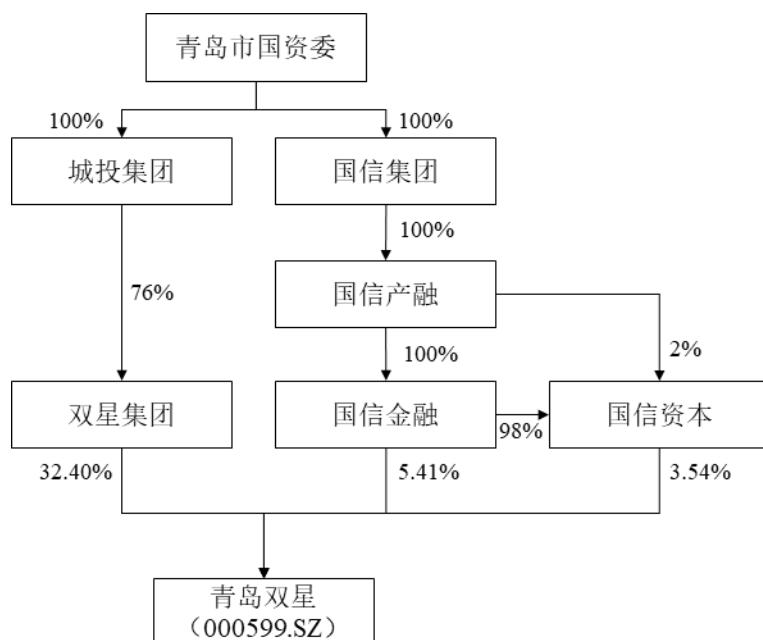 青岛市国资委
100%
100%
城投集团
国信集团
100%
76%
国信产融
100%
2%
双星集团
国信金融
98%
国信资本
32.40%
5.41%
3.54%
青岛双星
（000599.SZ）